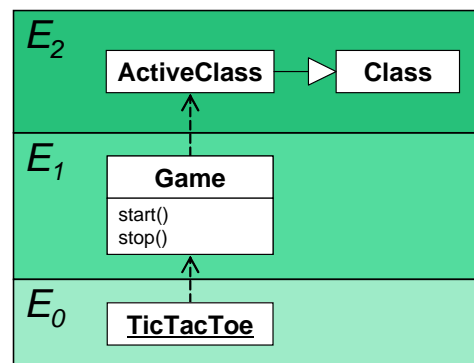 E2
ActiveClass
Class
E1
Game
start()
stop()
E0
TicTacToe